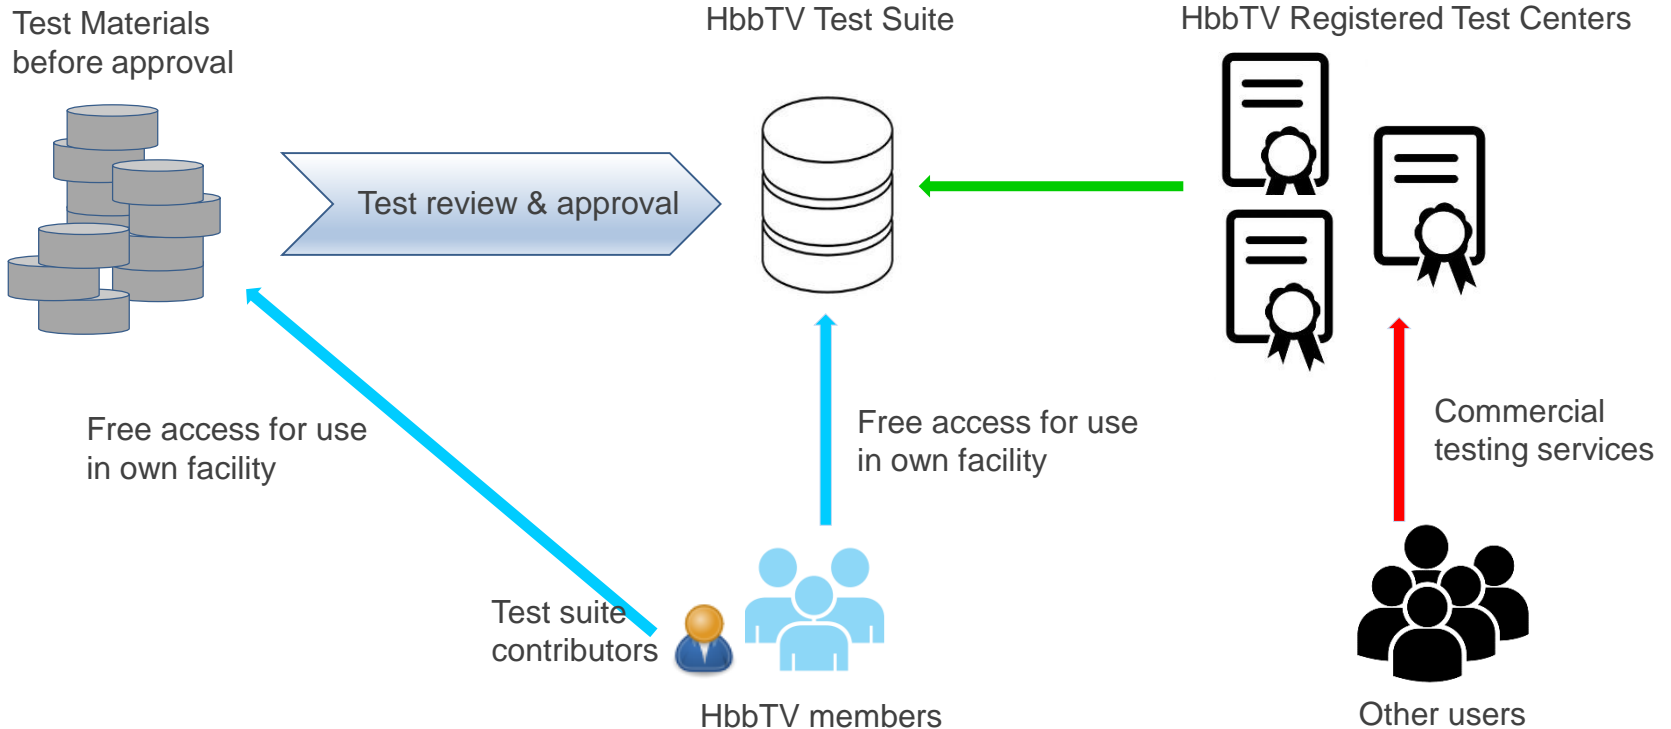 Test Materials
before approval
HbbTV Test Suite
HbbTV Registered Test Centers
Test review & approval
Free access for use
in own facility
Free access for use
in own facility
Commercial
testing services
Test suite
contributors
HbbTV members
Other users